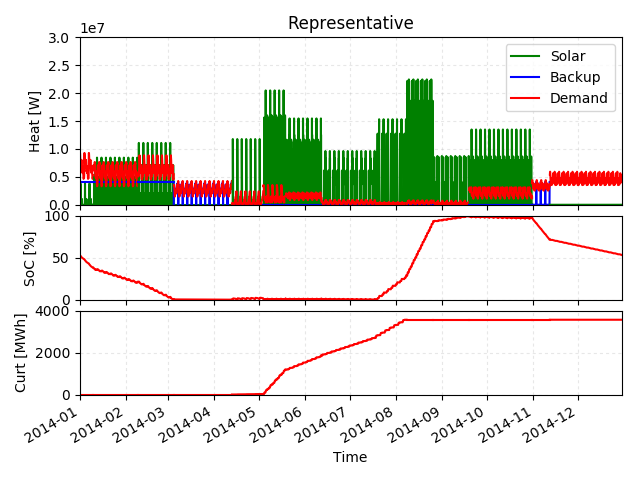 Representative
1e7
3.0
2.5
2.0
1.5
1.0
0.5
0.0
Heat [W]
Solar
Backup
Demand
100
50
0
SoC [%]
4000
2000
0
Curt [MWh]
2014-01
2014-02
2014-03
2014-04
2014-05
2014-06
2014-07
2014-08
2014-09
2014-10
2014-11
2014-12
Time